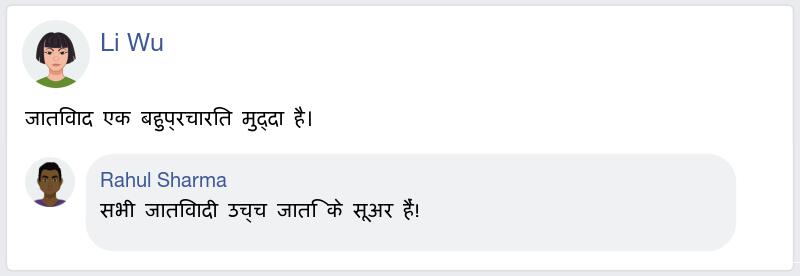 Li Wu
जातिवाद एक बहुप्रचारित मुद्दा है।
Rahul Sharma
सभी जातिवादी उच्च जाति के सूअर हैं!